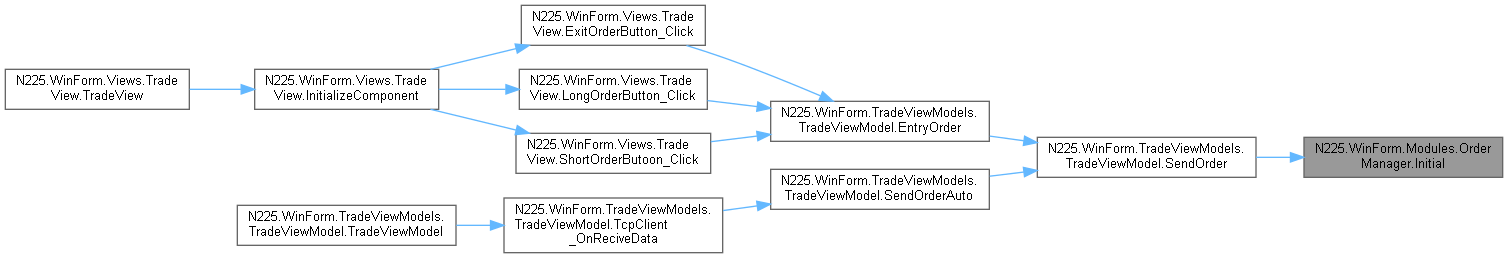 N225.WinForm.Views.Trade
View.ExitOrderButton_Click
N225.WinForm.Views.Trade
View.TradeView
N225.WinForm.Views.Trade
View.InitializeComponent
N225.WinForm.Views.Trade
View.LongOrderButton_Click
N225.WinForm.TradeViewModels.
TradeViewModel.EntryOrder
N225.WinForm.Views.Trade
View.ShortOrderButoon_Click
N225.WinForm.TradeViewModels.
TradeViewModel.SendOrder
N225.WinForm.Modules.Order
Manager.Initial
N225.WinForm.TradeViewModels.
TradeViewModel.SendOrderAuto
N225.WinForm.TradeViewModels.
TradeViewModel.TradeViewModel
N225.WinForm.TradeViewModels.
TradeViewModel.TcpClient
_OnReciveData